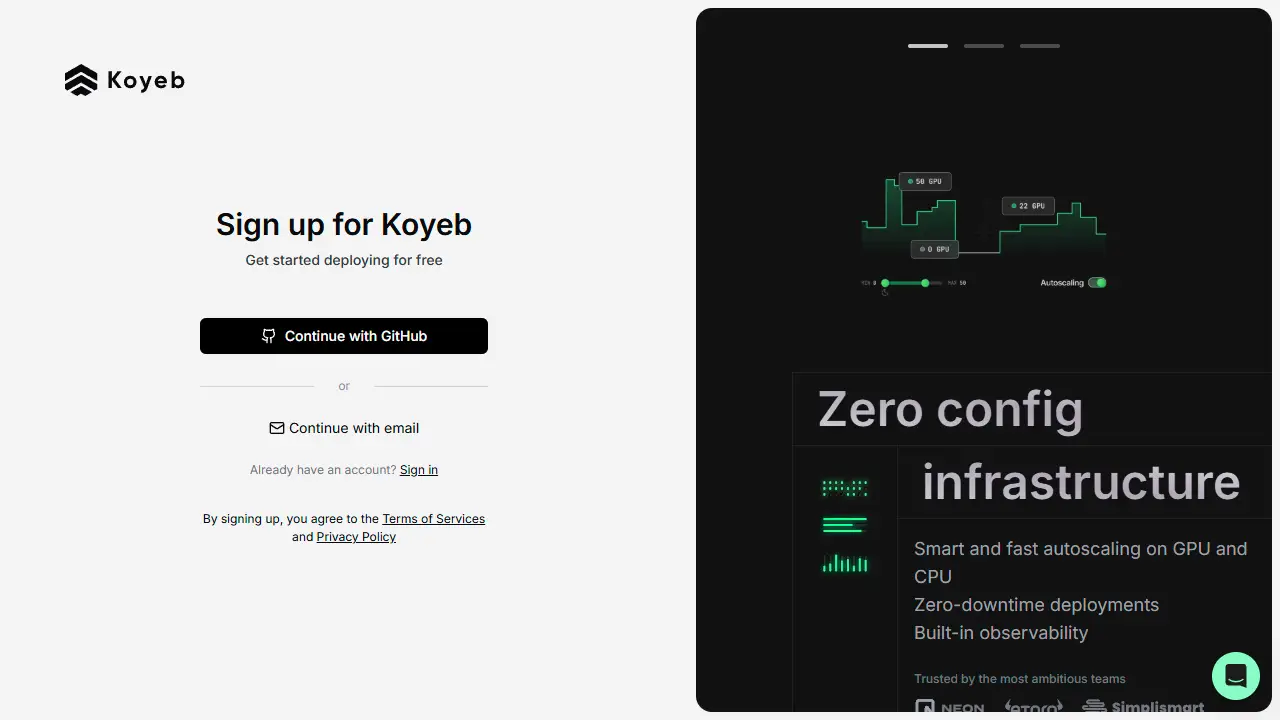 Koyeb
Sign up for Koyeb
Get started deploying for free
Continue with GitHub
or
Continue with email
Already have an account? Sign in
By signing up, you agree to the Terms of Services
and Privacy Policy
50 GPU
22 GPU
0 GPU
MIN 0
MAX 50
Autoscaling
Zero config
infrastructure
Smart and fast autoscaling on GPU and
CPU
Zero-downtime deployments
Built-in observability
Trusted by the most ambitious teams
NEON
eToro
Simplismart